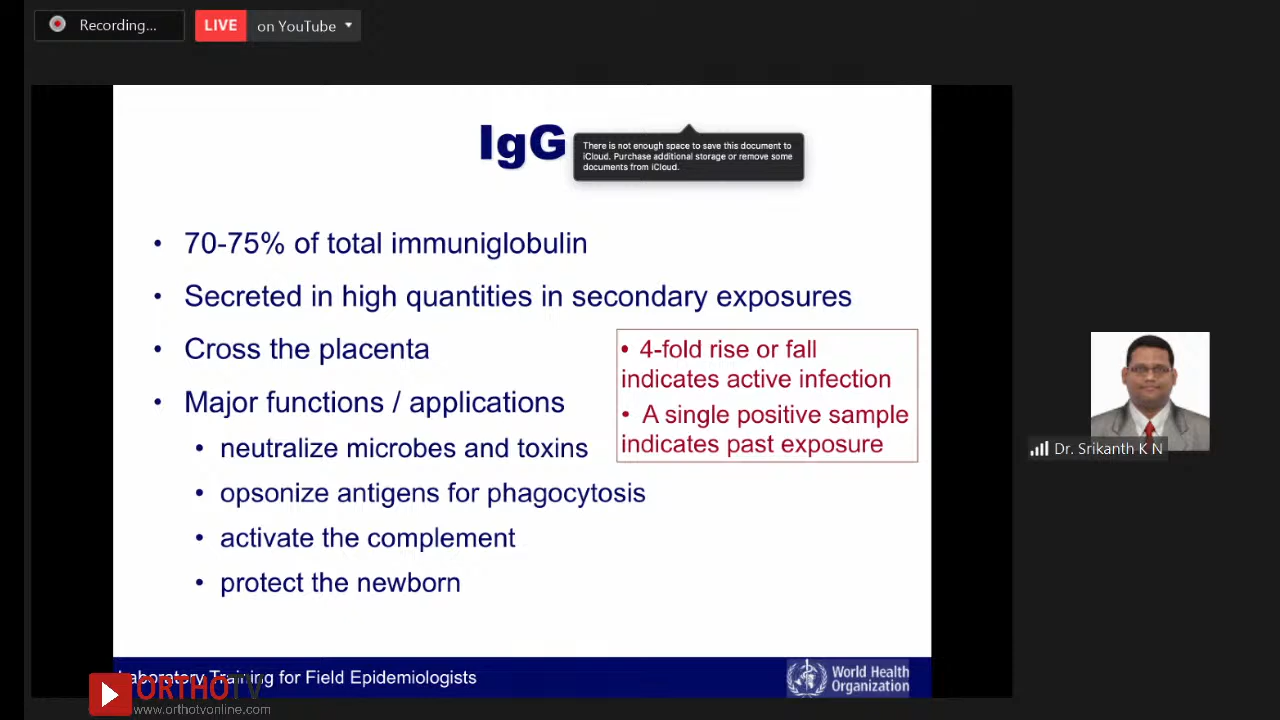 Recording...
LIVE on YouTube
IgG
There is not enough space to save this document to
iCloud. Purchase additional storage or remove some
documents from iCloud.
• 70-75% of total immuniglobulin
• Secreted in high quantities in secondary exposures
• Cross the placenta
• Major functions / applications
• neutralize microbes and toxins
• opsonize antigens for phagocytosis
• activate the complement
• protect the newborn
• 4-fold rise or fall
indicates active infection
• A single positive sample
indicates past exposure
Dr. Srikanth K N
Laboratory Training for Field Epidemiologists
World Health
Organization
ORTHOTV
www.orthotvonline.com